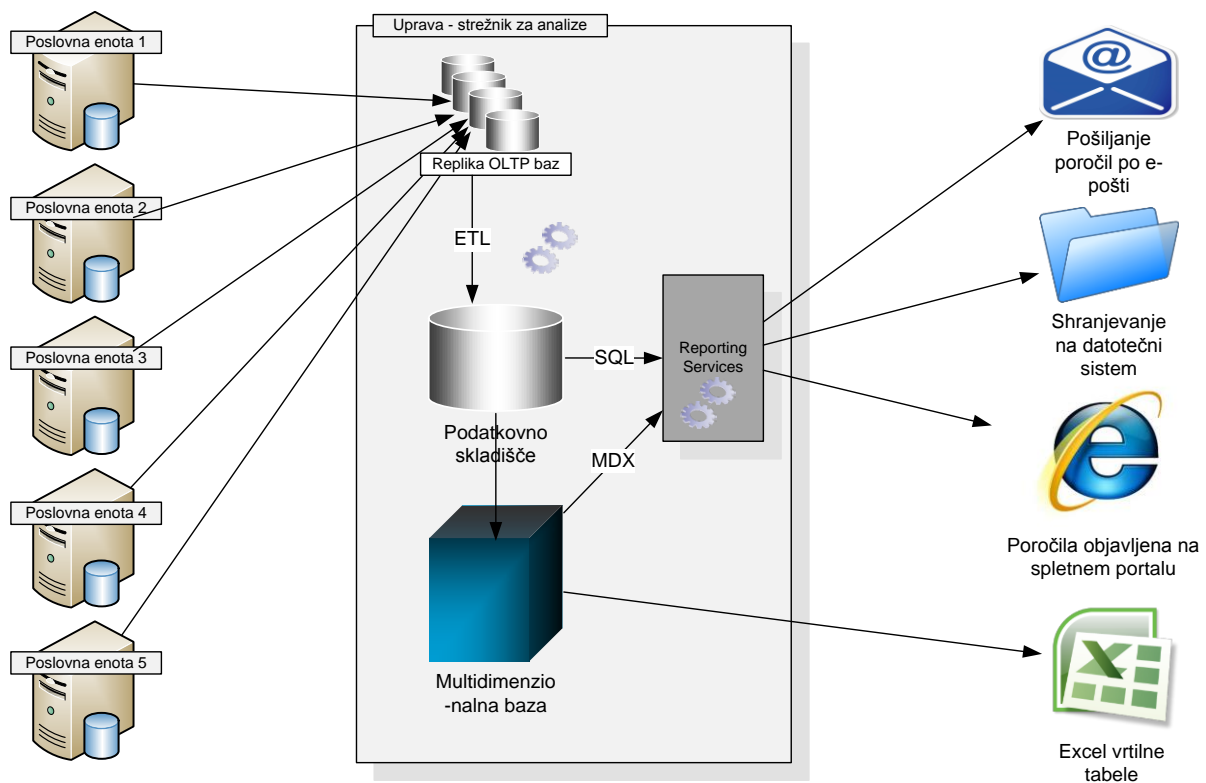 Poslovna enota 1
Poslovna enota 2
Poslovna enota 3
Poslovna enota 4
Poslovna enota 5
Uprava - strežnik za analize
Replika OLTP baz
ETL
Podatkovno
skladišče
SQL
MDX
Reporting
Services
Multidimenzio
-nalna baza
@
Pošiljanje
poročil po e-
pošti
Shranjevanje
na datotečni
sistem
Poročila objavljena na
spletnem portalu
Excel vrtilne
tabele